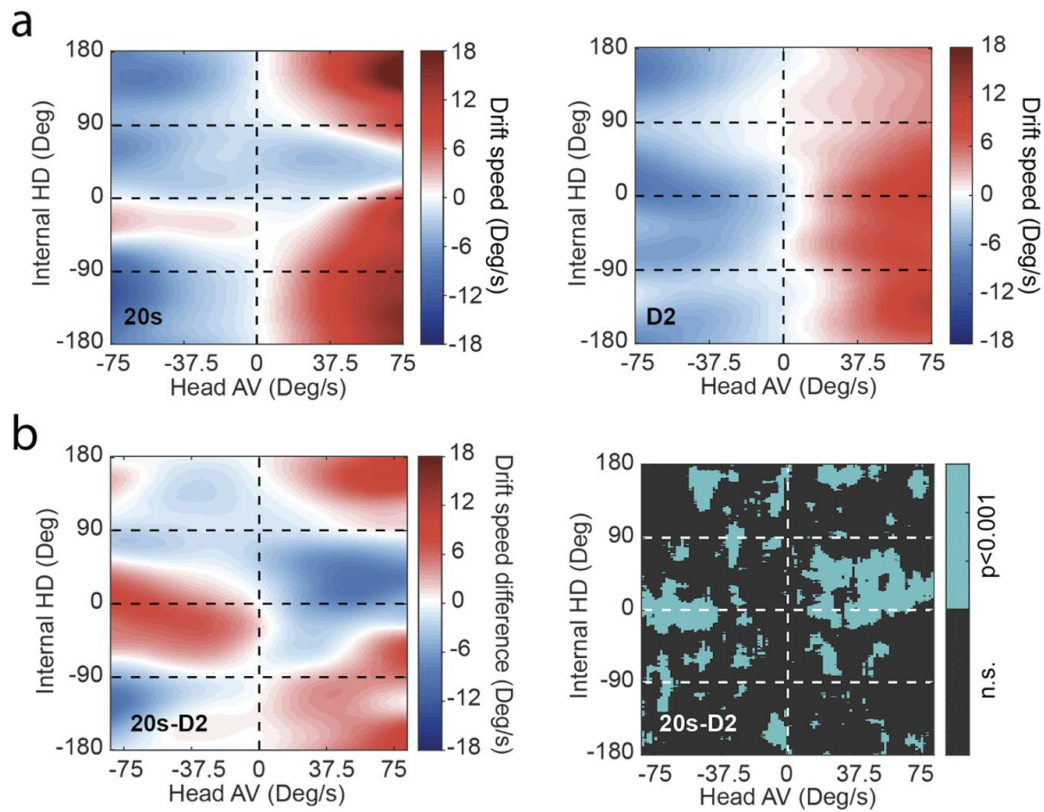 a
180
90
0
-90
-180
Internal HD (Deg)
20s
-75 -37.5 0 37.5 75
Head AV (Deg/s)
18
12
6
0
-6
-12
-18
Drift speed (Deg/s)
180
90
0
-90
-180
Internal HD (Deg)
D2
-75 -37.5 0 37.5 75
Head AV (Deg/s)
18
12
6
0
-6
-12
-18
Drift speed (Deg/s)
b
180
90
0
-90
-180
Internal HD (Deg)
20s-D2
-75 -37.5 0 37.5 75
Head AV (Deg/s)
18
12
6
0
-6
-12
-18
Drift speed difference (Deg/s)
180
90
0
-90
-180
Internal HD (Deg)
20s-D2
-75 -37.5 0 37.5 75
Head AV (Deg/s)
p<0.001
n.s.